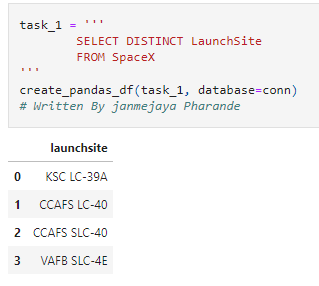 task_1 = '''
SELECT DISTINCT LaunchSite
FROM SpaceX
'''
create_pandas_df(task_1, database=conn)
# Written By janmejaya Pharande
launchsite
0 KSC LC-39A
1 CCAFS LC-40
2 CCAFS SLC-40
3 VAFB SLC-4E